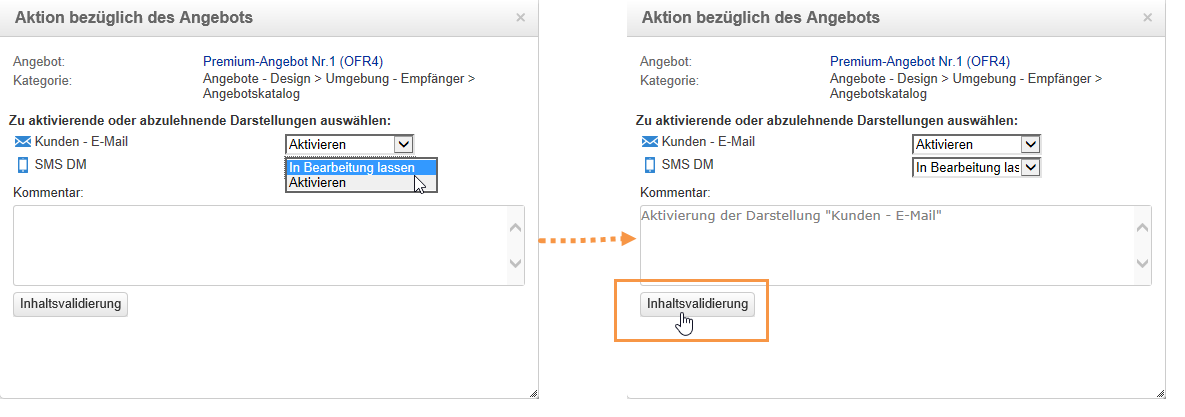 Aktion bezüglich des Angebots ×
Angebot: Premium-Angebot Nr.1 (OFR4)
Kategorie: Angebote - Design > Umgebung - Empfänger >
Angebotskatalog
Zu aktivierende oder abzulehnende Darstellungen auswählen:
Kunden - E-Mail Aktivieren
SMS DM In Bearbeitung lassen
Aktivieren
Kommentar:
Inhaltsvalidierung
Aktion bezüglich des Angebots ×
Angebot: Premium-Angebot Nr.1 (OFR4)
Kategorie: Angebote - Design > Umgebung - Empfänger >
Angebotskatalog
Zu aktivierende oder abzulehnende Darstellungen auswählen:
Kunden - E-Mail Aktivieren
SMS DM In Bearbeitung las
Kommentar:
Aktivierung der Darstellung "Kunden - E-Mail"
Inhaltsvalidierung